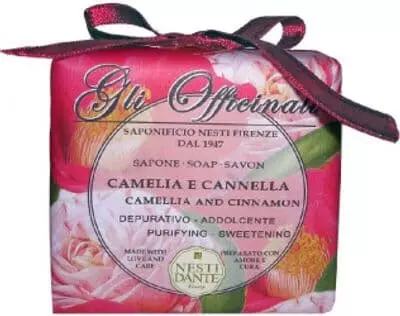 Gli Officinali
SAPONIFICIO NESTI FIRENZE
DAL 1947
SAPONE · SOAP · SAVON
CAMELIA E CANNELLA
CAMELLIA AND CINNAMON
DEPURATIVO - ADDOLCENTE
PURIFYING - SWEETENING
MADE WITH
LOVE AND
CARE
NESTI
DANTE
PREPARATO CON
AMORE E
CURA